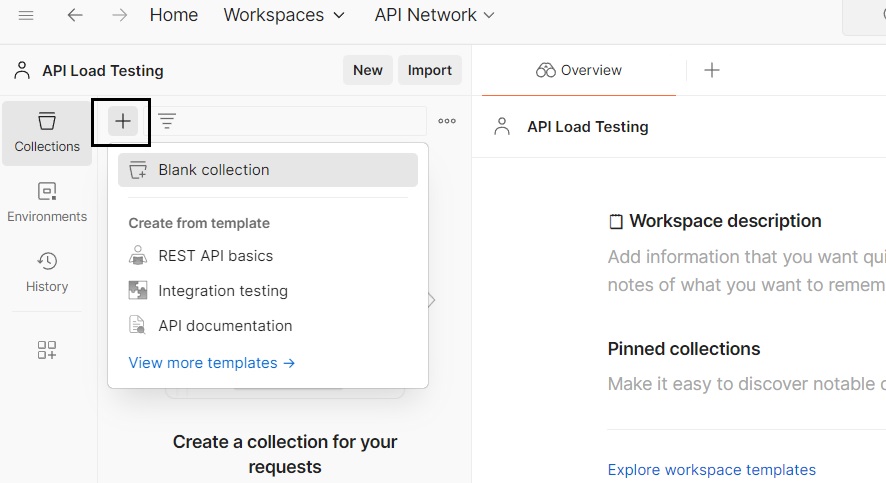 Home Workspaces API Network
API Load Testing New Import
Overview
Collections
API Load Testing
Blank collection
Create from template
Environments
REST API basics
Integration testing
History
API documentation
View more templates →
Create a collection for your
requests
Workspace description
Add information that you want
notes of what you want to
Pinned collections
Make it easy to discover notable
Explore workspace templates